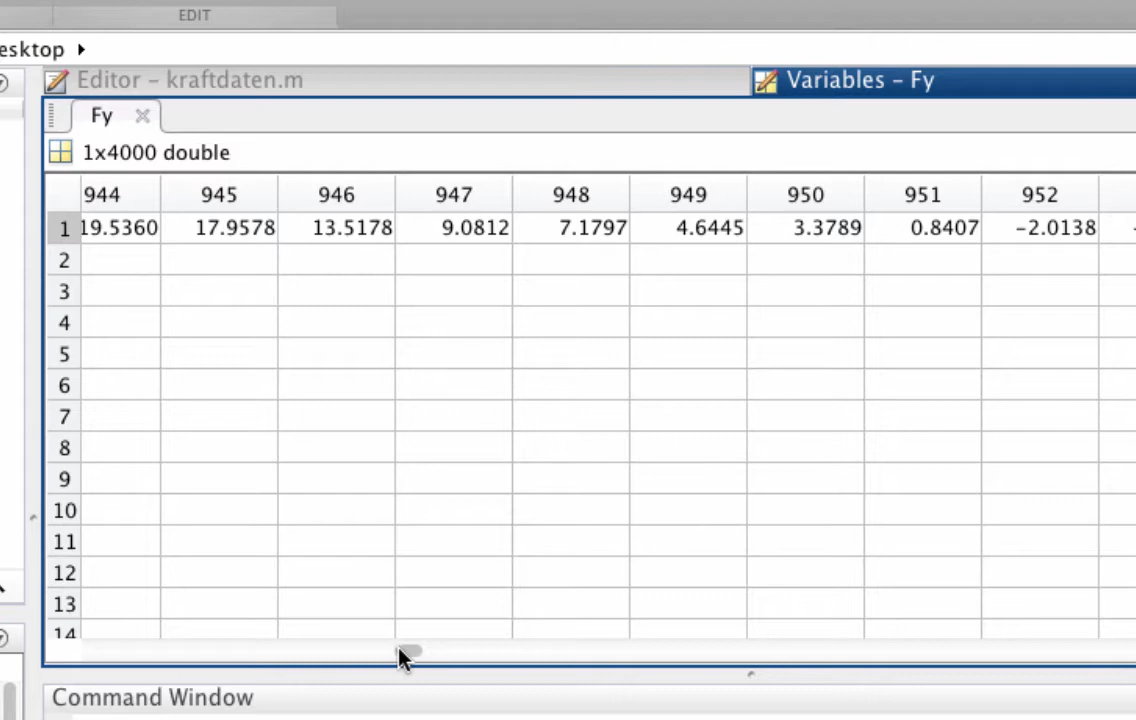 EDIT
esktop
Editor – kraftdaten.m
Variables – Fy
Fy
1x4000 double
944 945 946 947 948 949 950 951 952
1 19.5360 17.9578 13.5178 9.0812 7.1797 4.6445 3.3789 0.8407 −2.0138 -
2
3
4
5
6
7
8
9
10
11
12
13
14
Command Window